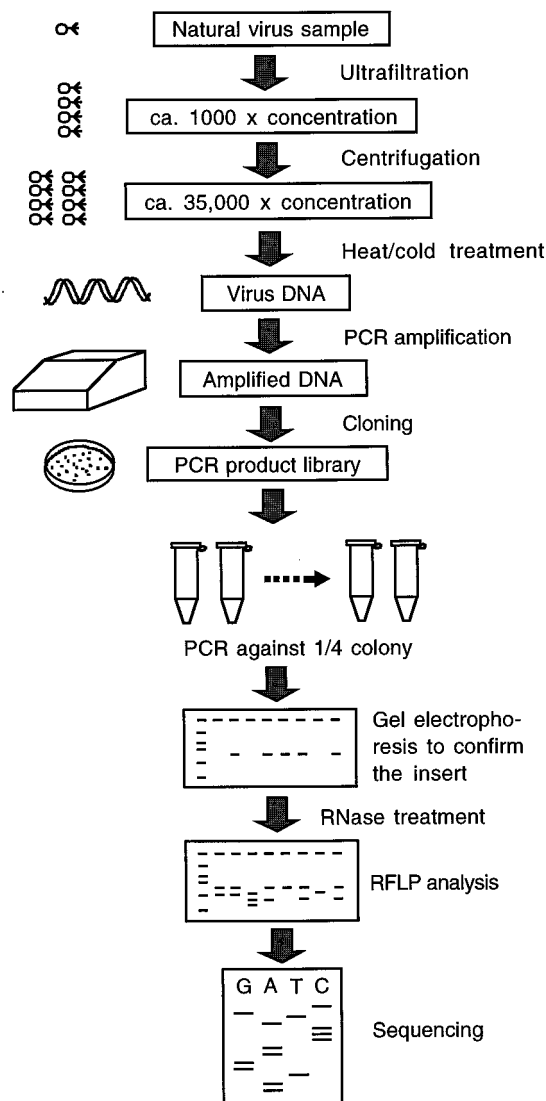 Natural virus sample
Ultrafiltration
ca. 1000 x concentration
Centrifugation
ca. 35,000 x concentration
Heat/cold treatment
Virus DNA
PCR amplification
Amplified DNA
Cloning
PCR product library
PCR against 1/4 colony
Gel electropho-
resis to confirm
the insert
RNase treatment
RFLP analysis
G A T C
Sequencing